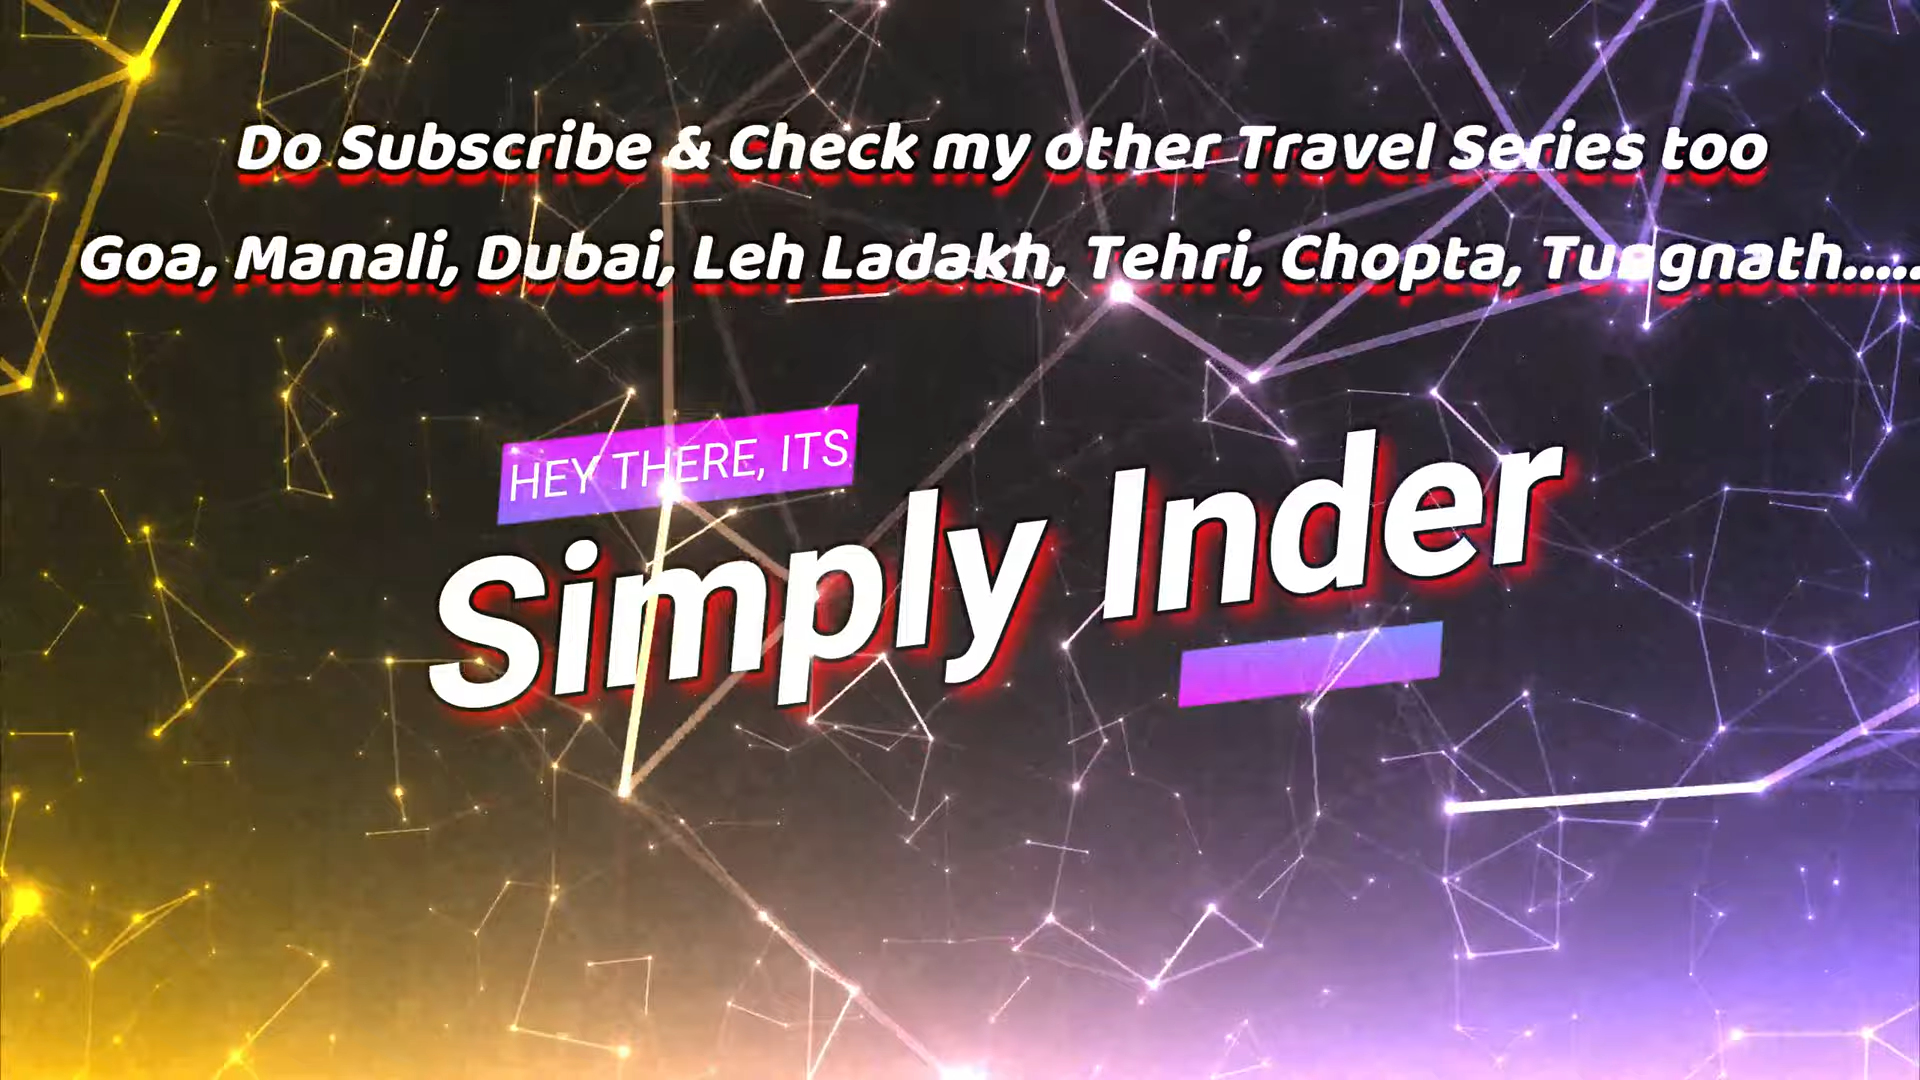 Do Subscribe & Check my other Travel Series too
Goa, Manali, Dubai, Leh Ladakh, Tehri, Chopta, Tungnath.....
HEY THERE, ITS
Simply Inder